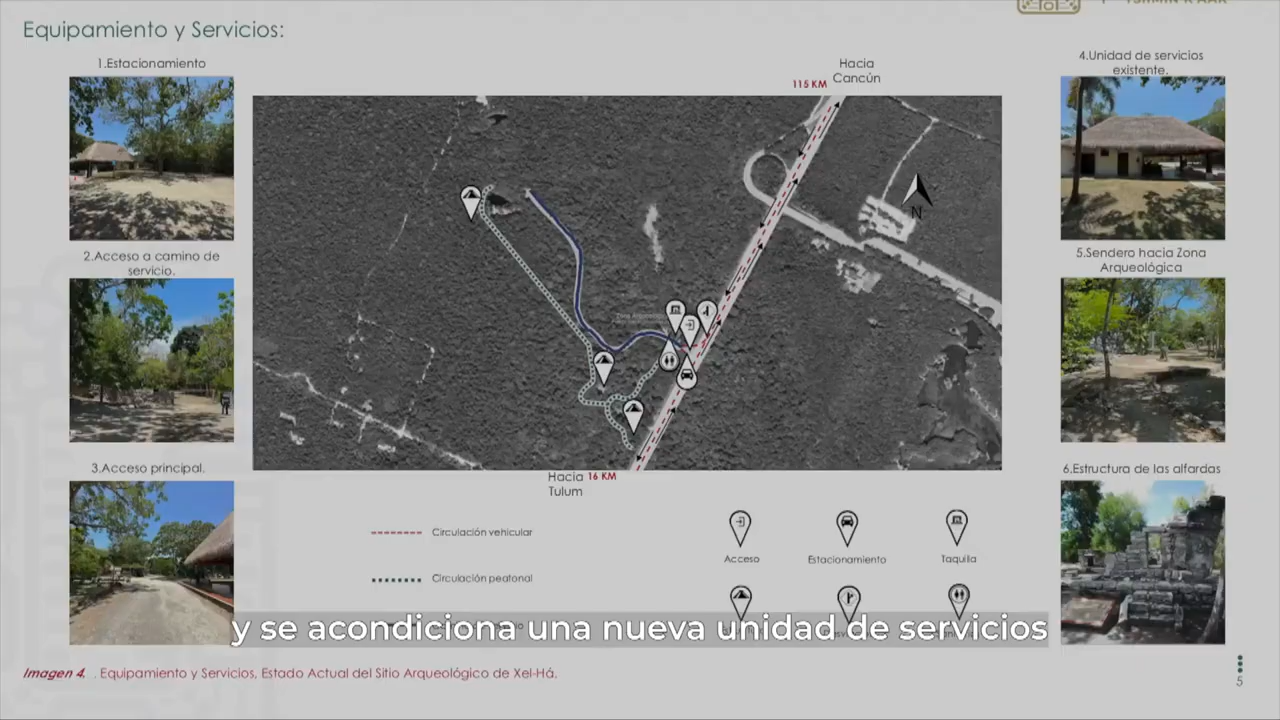 Equipamiento y Servicios:
1.Estacionamiento
2.Acceso a camino de
servicio.
3.Acceso principal.
Hacia
Cancún
115 KM
N
Hacia
Tulum
16 KM
4.Unidad de servicios
existente.
5.Sendero hacia Zona
Arqueológica
6.Estructura de las alfardas
Circulación vehicular
Circulación peatonal
Acceso
Estacionamiento
Taquilla
y se acondiciona una nueva unidad de servicios
Imagen 4. . Equipamiento y Servicios, Estado Actual del Sitio Arqueológico de Xel-Há.
5